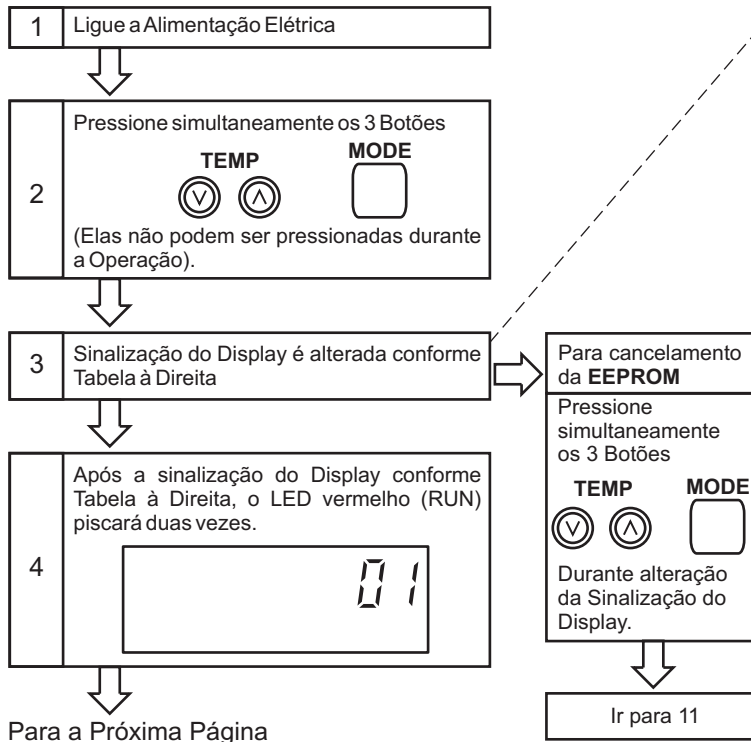 1 Ligue a Alimentação Elétrica
2 Pressione simultaneamente os 3 Botões
TEMP MODE
(Elas não podem ser pressionadas durante
a Operação).
3 Sinalização do Display é alterada conforme
Tabela à Direita
Para cancelamento
da EEPROM
Pressione
simultaneamente
os 3 Botões
TEMP MODE
Durante alteração
da Sinalização do
Display.
Ir para 11
4 Após a sinalização do Display conforme
Tabela à Direita, o LED vermelho (RUN)
piscará duas vezes.
01
Para a Próxima Página